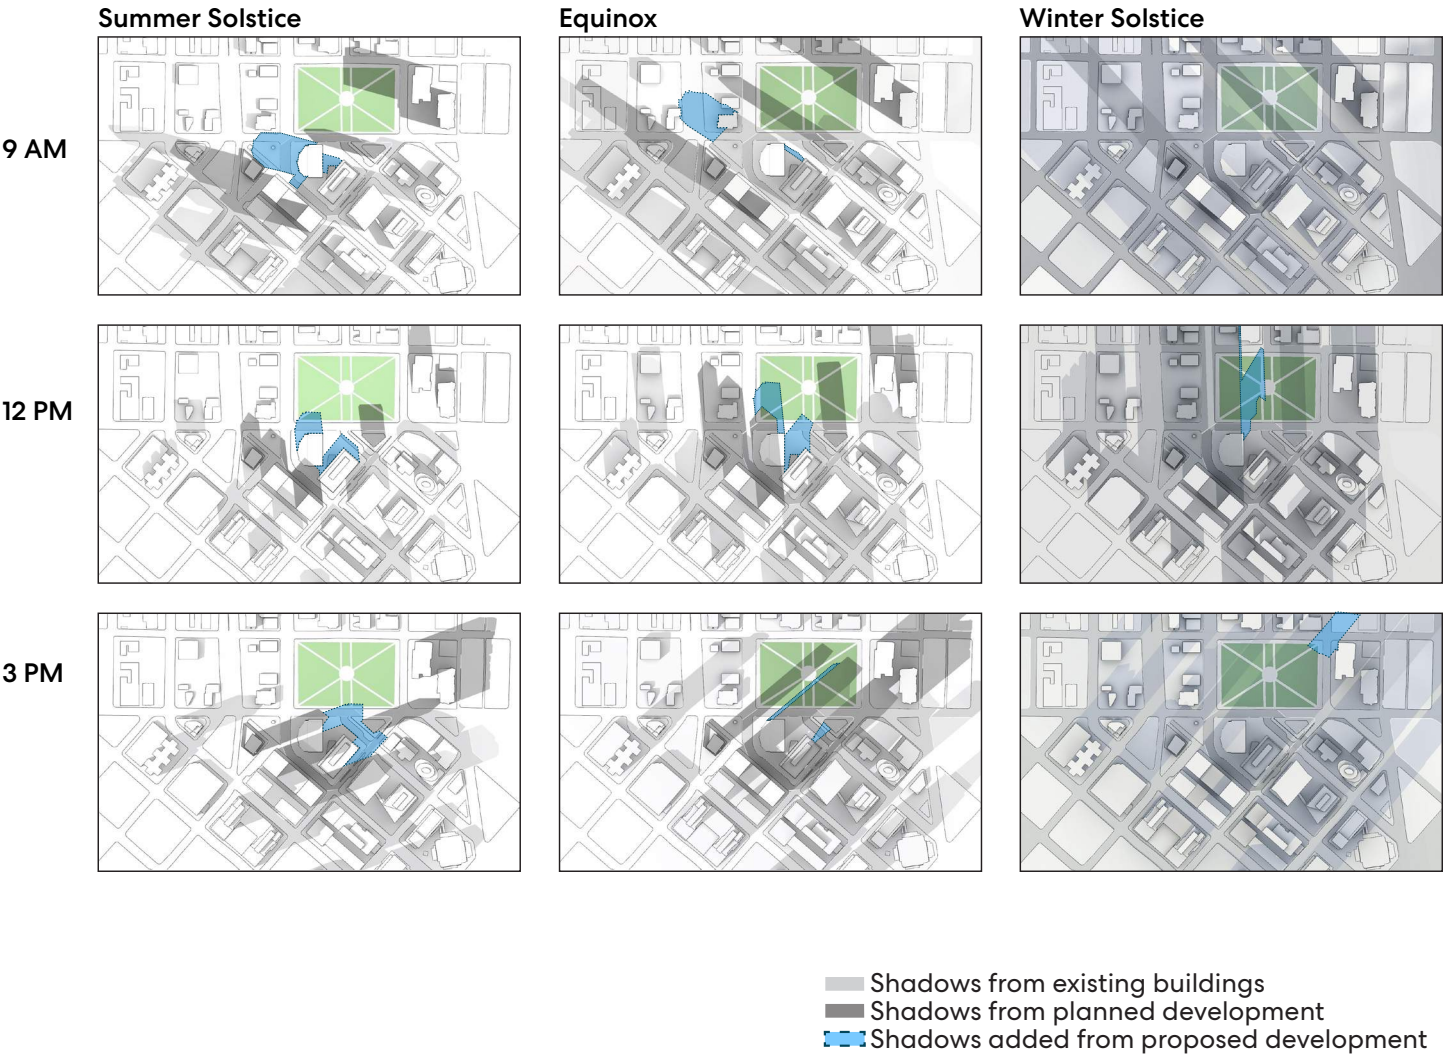 Summer Solstice
Equinox
Winter Solstice
9 AM
12 PM
3 PM
Shadows from existing buildings
Shadows from planned development
Shadows added from proposed development